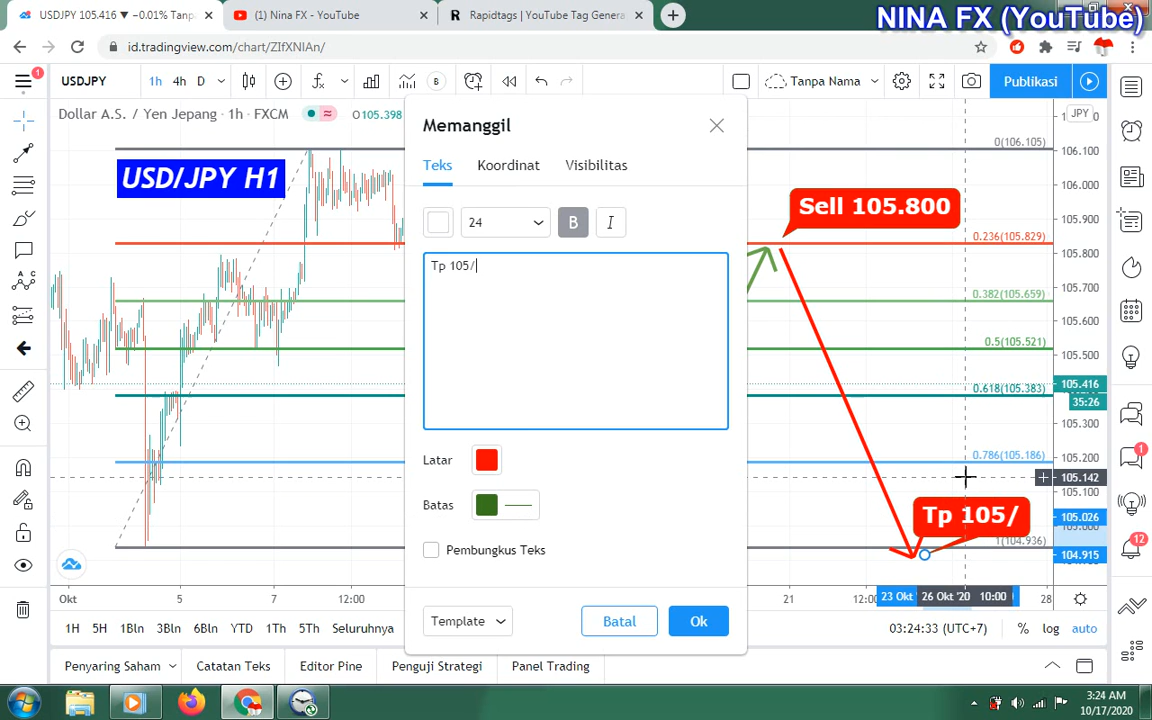 USDJPY 105.416 ▼ −0.01% Tanpa
(1) Nina FX - YouTube
Rapidtags | YouTube Tag Genera
NINA FX (YouTube)
id.tradingview.com/chart/ZIfXNIAn/
1
USDJPY
1h
4h
D
B
Tanpa Nama
Publikasi
Dollar A.S. / Yen Jepang · 1h · FXCM
O105.398
JPY
USD/JPY H1
Memanggil
Teks
Koordinat
Visibilitas
24
B
I
Tp 105/
Latar
Batas
Pembungkus Teks
Template
Batal
Ok
Sell 105.800
Tp 105/
0(106.105)
0.236(105.829)
0.382(105.659)
0.5(105.521)
0.618(105.383)
0.786(105.186)
1(104.936)
106.100
106.000
105.900
105.800
105.700
105.600
105.500
105.416
35:26
105.300
105.200
105.142
105.100
105.026
104.915
1
12
Okt
5
7
12:00
21
12:0
23 Okt
26 Okt '20
10:00
28
1H
5H
1Bln
3Bln
6Bln
YTD
1Th
5Th
Seluruhnya
03:24:33 (UTC+7)
%
log
auto
Penyaring Saham
Catatan Teks
Editor Pine
Penguji Strategi
Panel Trading
3:24 AM
10/17/2020